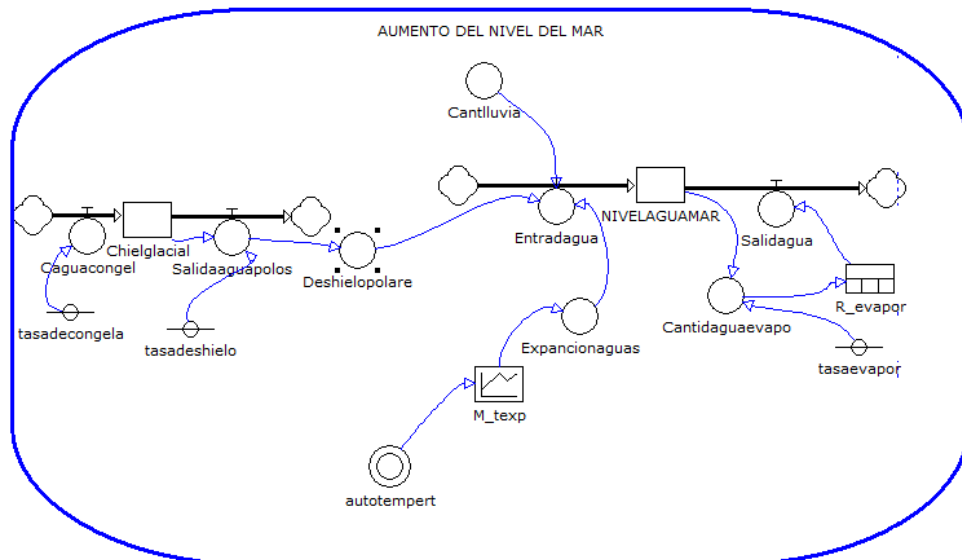 AUMENTO DEL NIVEL DEL MAR
Cantlluvia
Caguacongel
Chielglacial
Salidaaguapolos
Deshielopolare
Entradagua
NIVELAGUAMAR
Salidagua
tasadecongela
tasadeshielo
Expancionaguas
Cantidaguaevapo
R_evapqr
tasaevapor
M_texp
autotempert